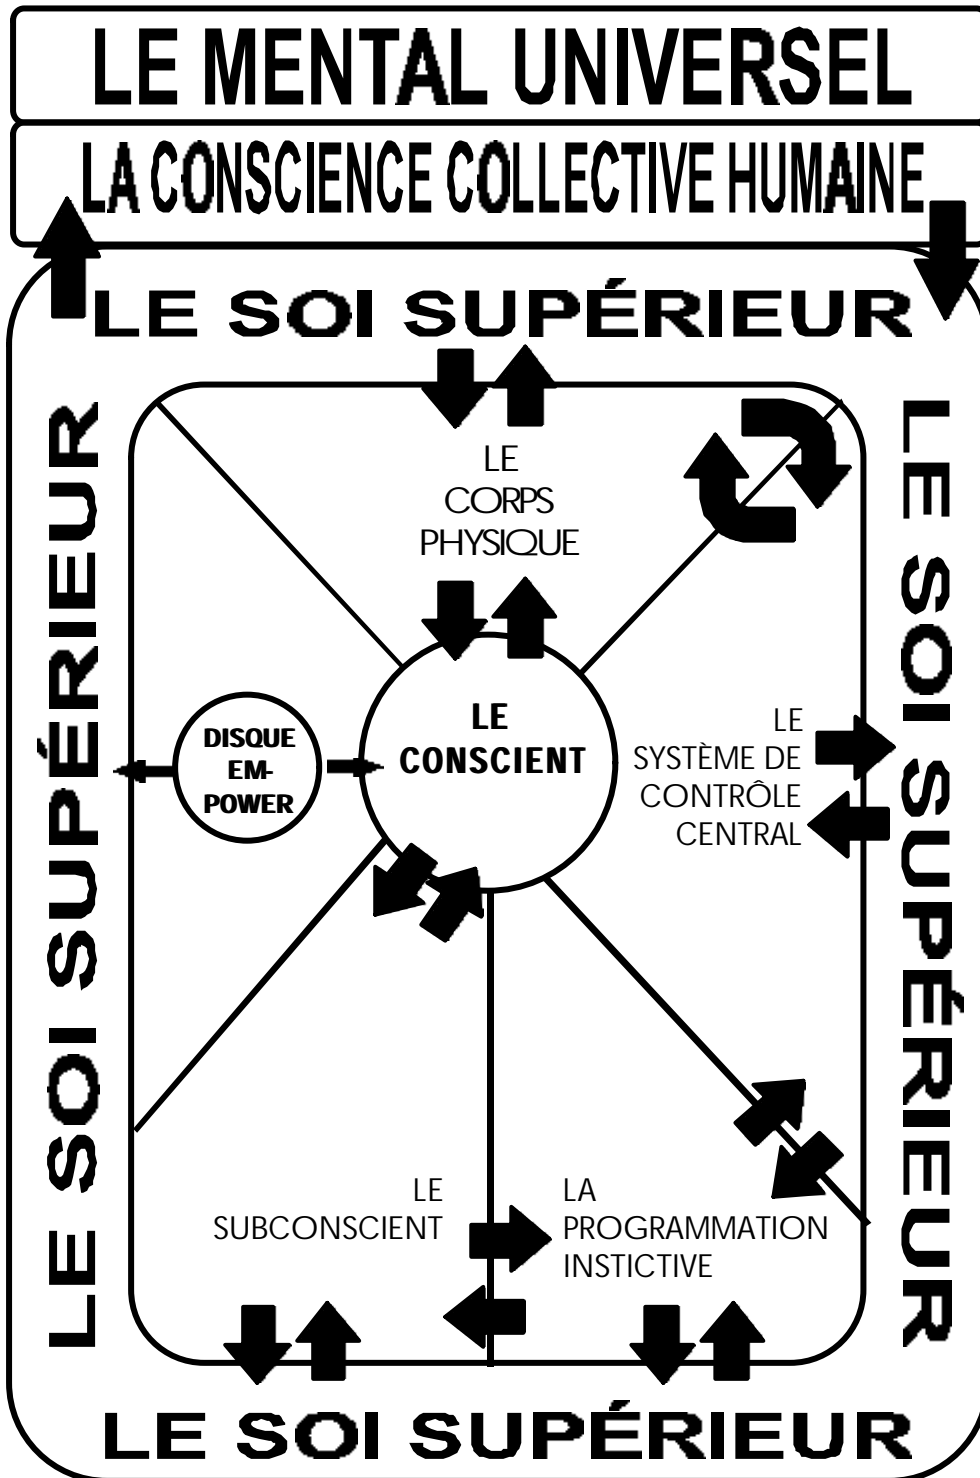 LE MENTAL UNIVERSEL
LA CONSCIENCE COLLECTIVE HUMAINE
LE SOI SUPÉRIEUR
LE SOI SUPÉRIEUR
LE SOI SUPÉRIEUR
LE
CORPS
PHYSIQUE
DISQUE
EM-
POWER
LE
CONSCIENT
LE
SYSTÈME DE
CONTRÔLE
CENTRAL
LE
SUBCONSCIENT
LA
PROGRAMMATION
INSTICTIVE
LE SOI SUPÉRIEUR